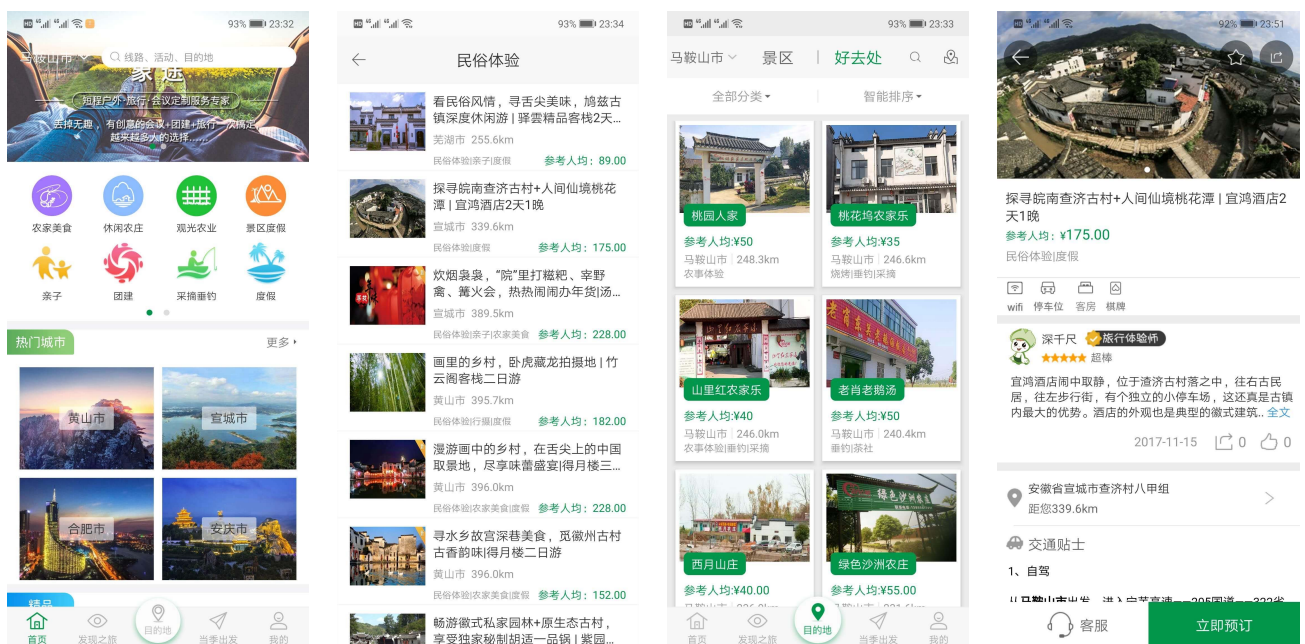 93% 23:32
马鞍山市
线路、活动、目的地
家途
短程户外·旅行·会议定制服务专家
丢掉无趣，有创意的会议+团建+旅行一次搞定
越来越多人的选择......
农家美食
休闲农庄
观光农业
景区度假
亲子
团建
采摘垂钓
度假
热门城市
更多
黄山市
宣城市
合肥市
安庆市
精品
首页
发现之旅
目的地
当季出发
我的
93% 23:34
民俗体验
看民俗风情，寻舌尖美味，鸠兹古
镇深度休闲游 | 驿雲精品客栈2天...
芜湖市 255.6km
民俗体验|亲子|度假 参考人均：89.00
探寻皖南查济古村+人间仙境桃花
潭 | 宜鸿酒店2天1晚
宣城市 339.6km
民俗体验|度假 参考人均：175.00
炊烟袅袅，“院”里打糍粑、宰野
禽、篝火会，热热闹闹办年货|汤...
宣城市 389.5km
民俗体验|亲子|农家美食 参考人均：228.00
画里的乡村，卧虎藏龙拍摄地 | 竹
云阁客栈二日游
黄山市 395.7km
民俗体验|行摄|度假 参考人均：182.00
漫游画中的乡村，在舌尖上的中国
取景地，尽享味蕾盛宴|得月楼三...
黄山市 396.0km
民俗体验|农家美食|度假 参考人均：228.00
寻水乡故宫深巷美食，觅徽州古村
古香韵味|得月楼二日游
黄山市 396.0km
民俗体验|农家美食|度假 参考人均：152.00
畅游徽式私家园林+原生态古村，
享受独家秘制胡适一品锅 | 紫园...
93% 23:33
马鞍山市
景区 | 好去处
全部分类
智能排序
桃园人家
参考人均:¥50
马鞍山市 | 248.3km
农事体验
桃花坞农家乐
参考人均:¥35
马鞍山市 | 246.6km
烧烤|垂钓|采摘
山里红农家乐
参考人均:¥40
马鞍山市 | 246.0km
农事体验|垂钓|采摘
老肖老鹅汤
参考人均:¥50
马鞍山市 | 240.4km
垂钓|茶社
西月山庄
参考人均:¥40.00
绿色沙洲农庄
参考人均:¥55.00
首页
发现之旅
目的地
当季出发
我的
92% 23:51
探寻皖南查济古村+人间仙境桃花潭 | 宜鸿酒店2
天1晚
参考人均：¥175.00
民俗体验|度假
wifi
停车位
客房
棋牌
深千尺
旅行体验师
超棒
宜鸿酒店闹中取静，位于渣济古村落之中，往右古民
居，往左步行街，有个独立的小停车场，这还真是古镇
内最大的优势。酒店的外观也是典型的徽式建筑.. 全文
2017-11-15 0 0
安徽省宣城市查济村八甲组
距您339.6km
交通贴士
1、自驾
客服
立即预订